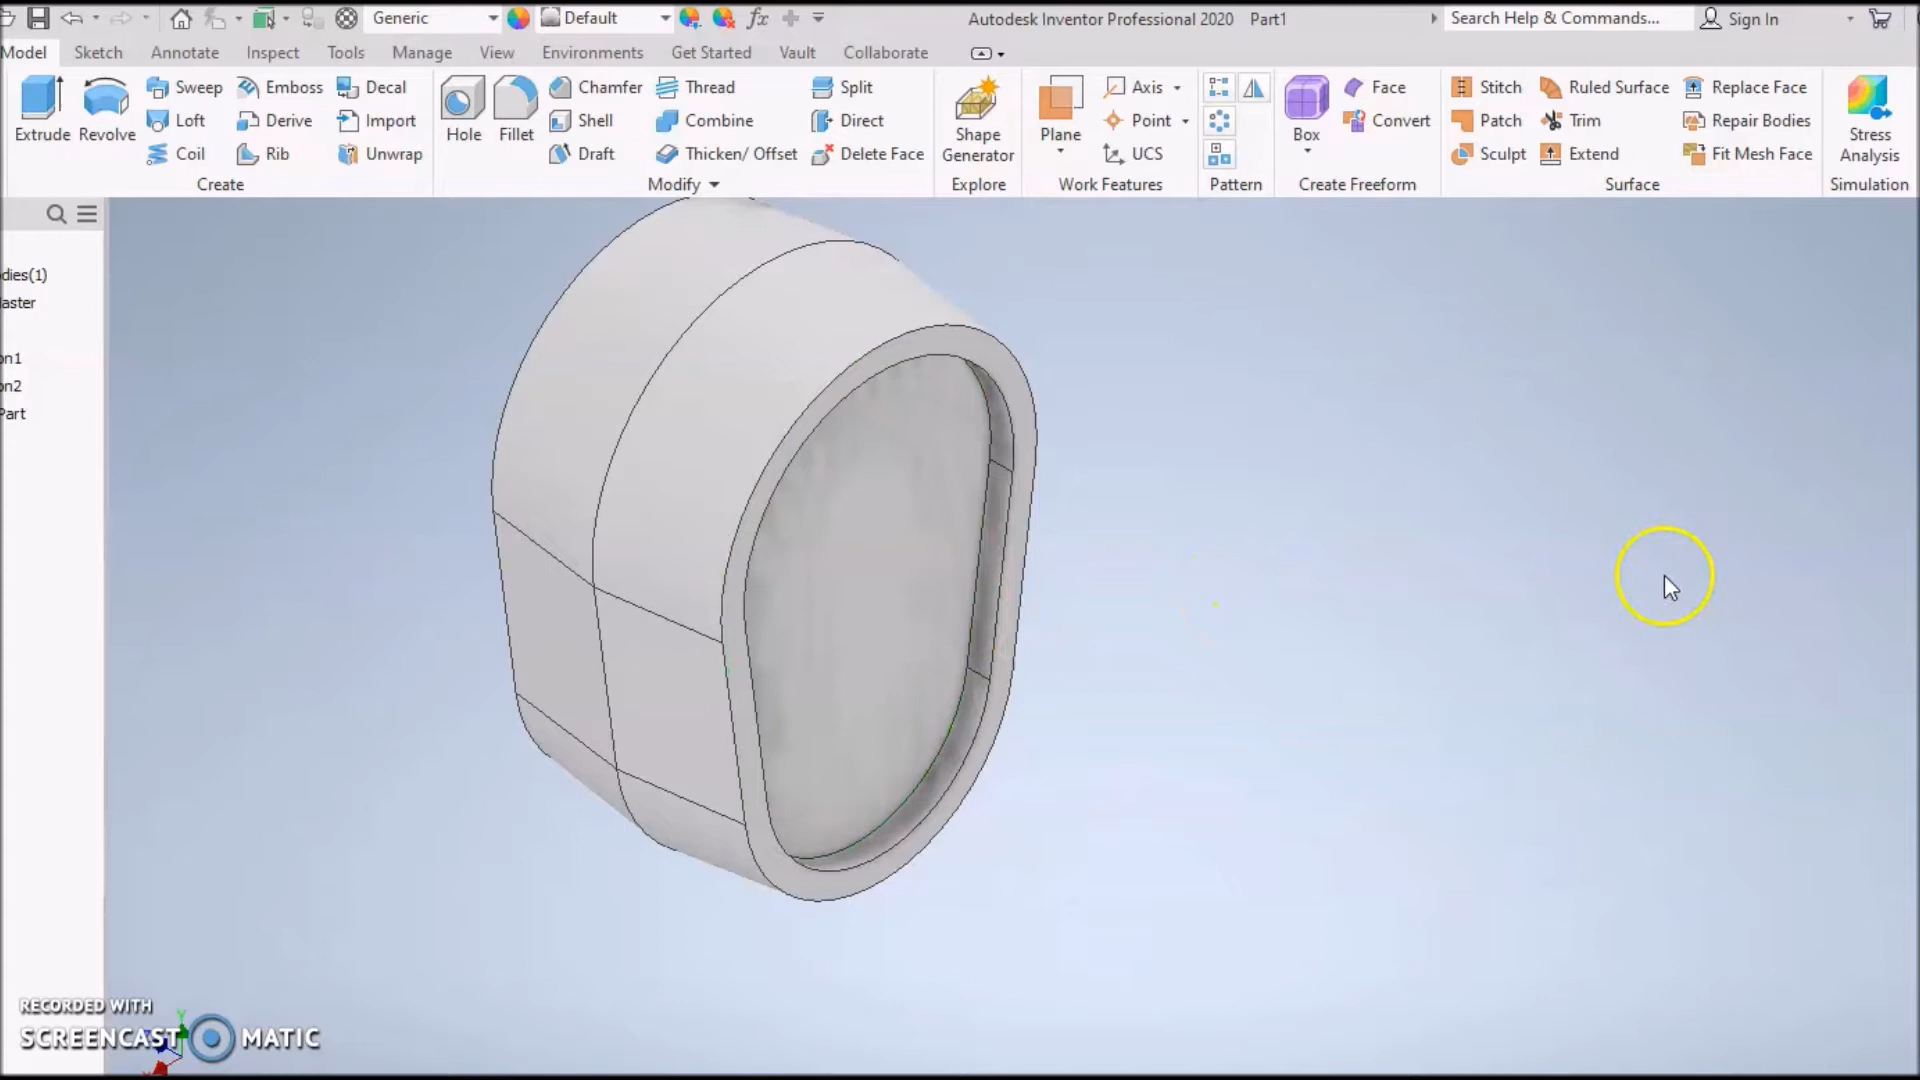 Generic
Default
fx
Autodesk Inventor Professional 2020 Part1
Search Help & Commands...
Sign In
Model Sketch Annotate Inspect Tools Manage View Environments Get Started Vault Collaborate
Extrude
Revolve
Sweep
Emboss
Decal
Loft
Derive
Import
Coil
Rib
Unwrap
Create
Hole
Fillet
Chamfer
Thread
Split
Shell
Combine
Direct
Draft
Thicken/ Offset
Delete Face
Modify
Shape
Generator
Explore
Plane
Axis
Point
UCS
Work Features
Pattern
Box
Face
Convert
Create Freeform
Stitch
Ruled Surface
Replace Face
Patch
Trim
Repair Bodies
Sculpt
Extend
Fit Mesh Face
Surface
Stress
Analysis
Simulation
dies(1)
laster
on1
on2
Part
Y
RECORDED WITH
SCREENCAST MATIC